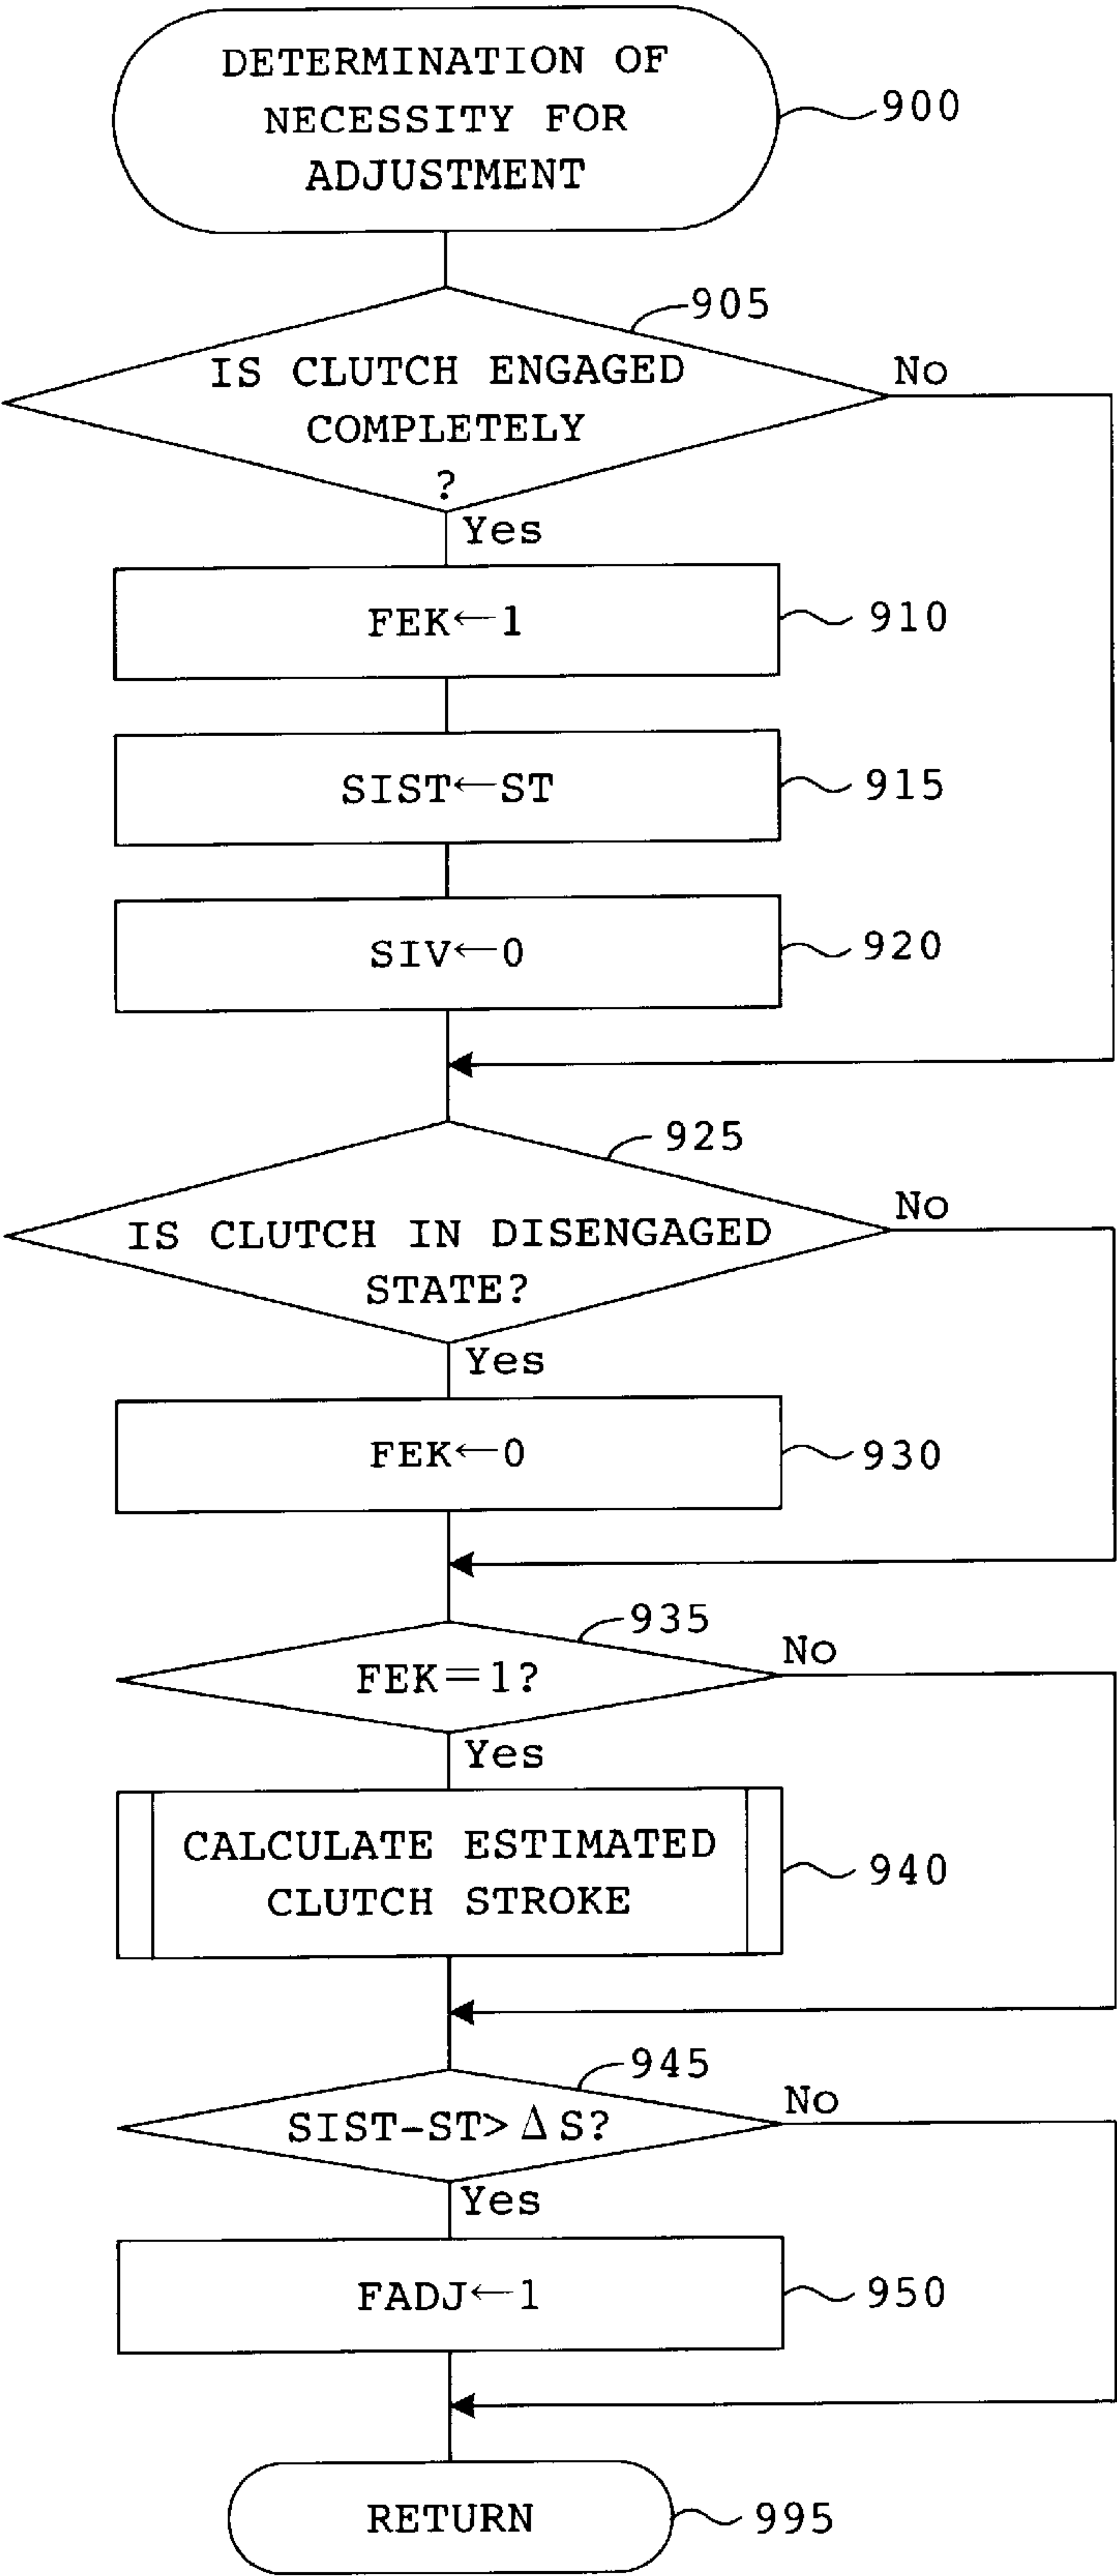 DETERMINATION OF
NECESSITY FOR
ADJUSTMENT
900
905
IS CLUTCH ENGAGED
COMPLETELY
?
No
Yes
FEK←1
910
SIST←ST
915
SIV←0
920
925
IS CLUTCH IN DISENGAGED
STATE?
No
Yes
FEK←0
930
935
FEK=1?
No
Yes
CALCULATE ESTIMATED
CLUTCH STROKE
940
945
SIST-ST>ΔS?
No
Yes
FADJ←1
950
RETURN
995